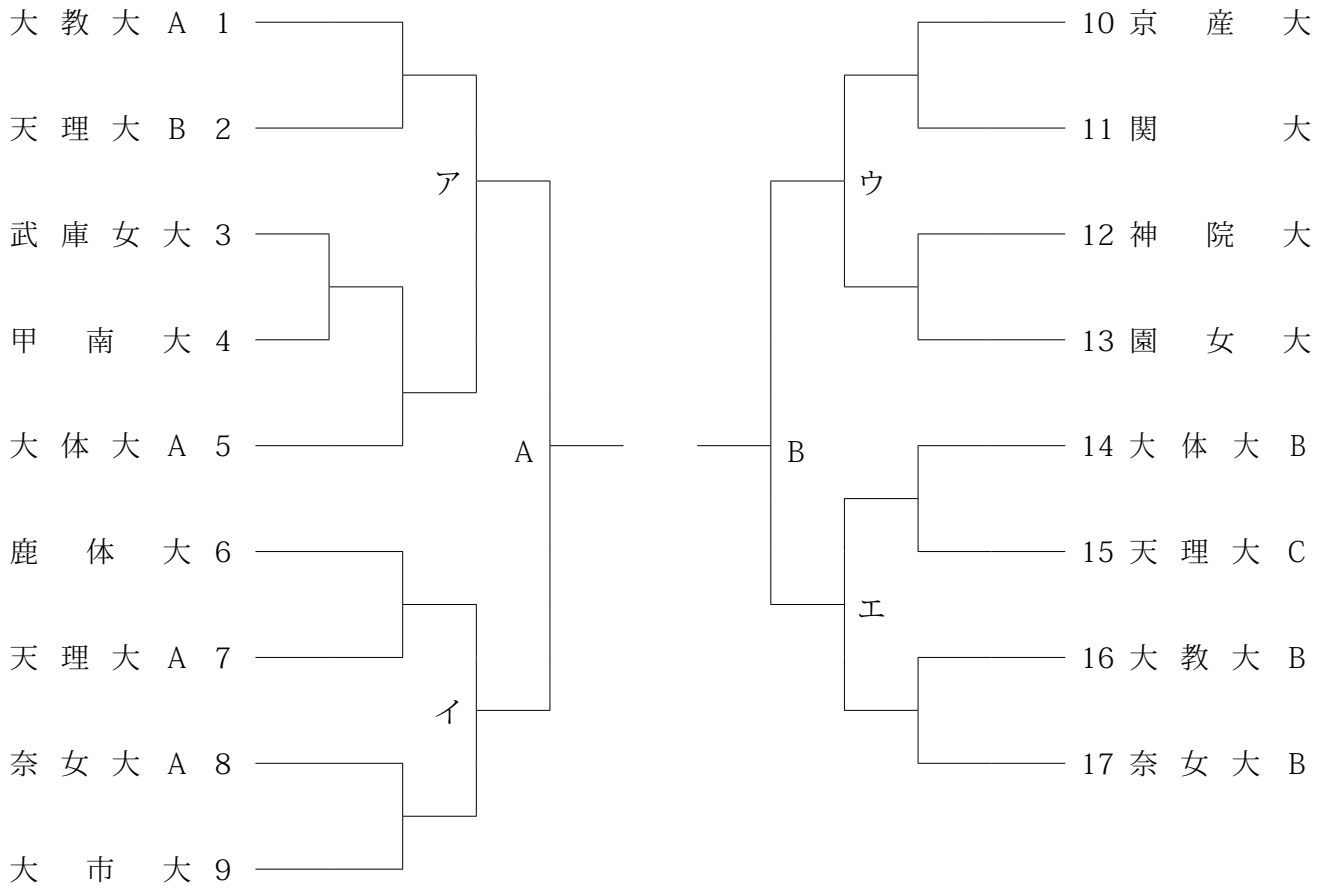 大教大A 1
天理大B 2
ア
武庫女大 3
甲南大 4
大体大A 5
A
鹿体大 6
天理大A 7
イ
奈女大A 8
大市大 9
10 京産大
11 関大
ウ
12 神院大
13 園女大
B
14 大体大B
15 天理大C
エ
16 大教大B
17 奈女大B